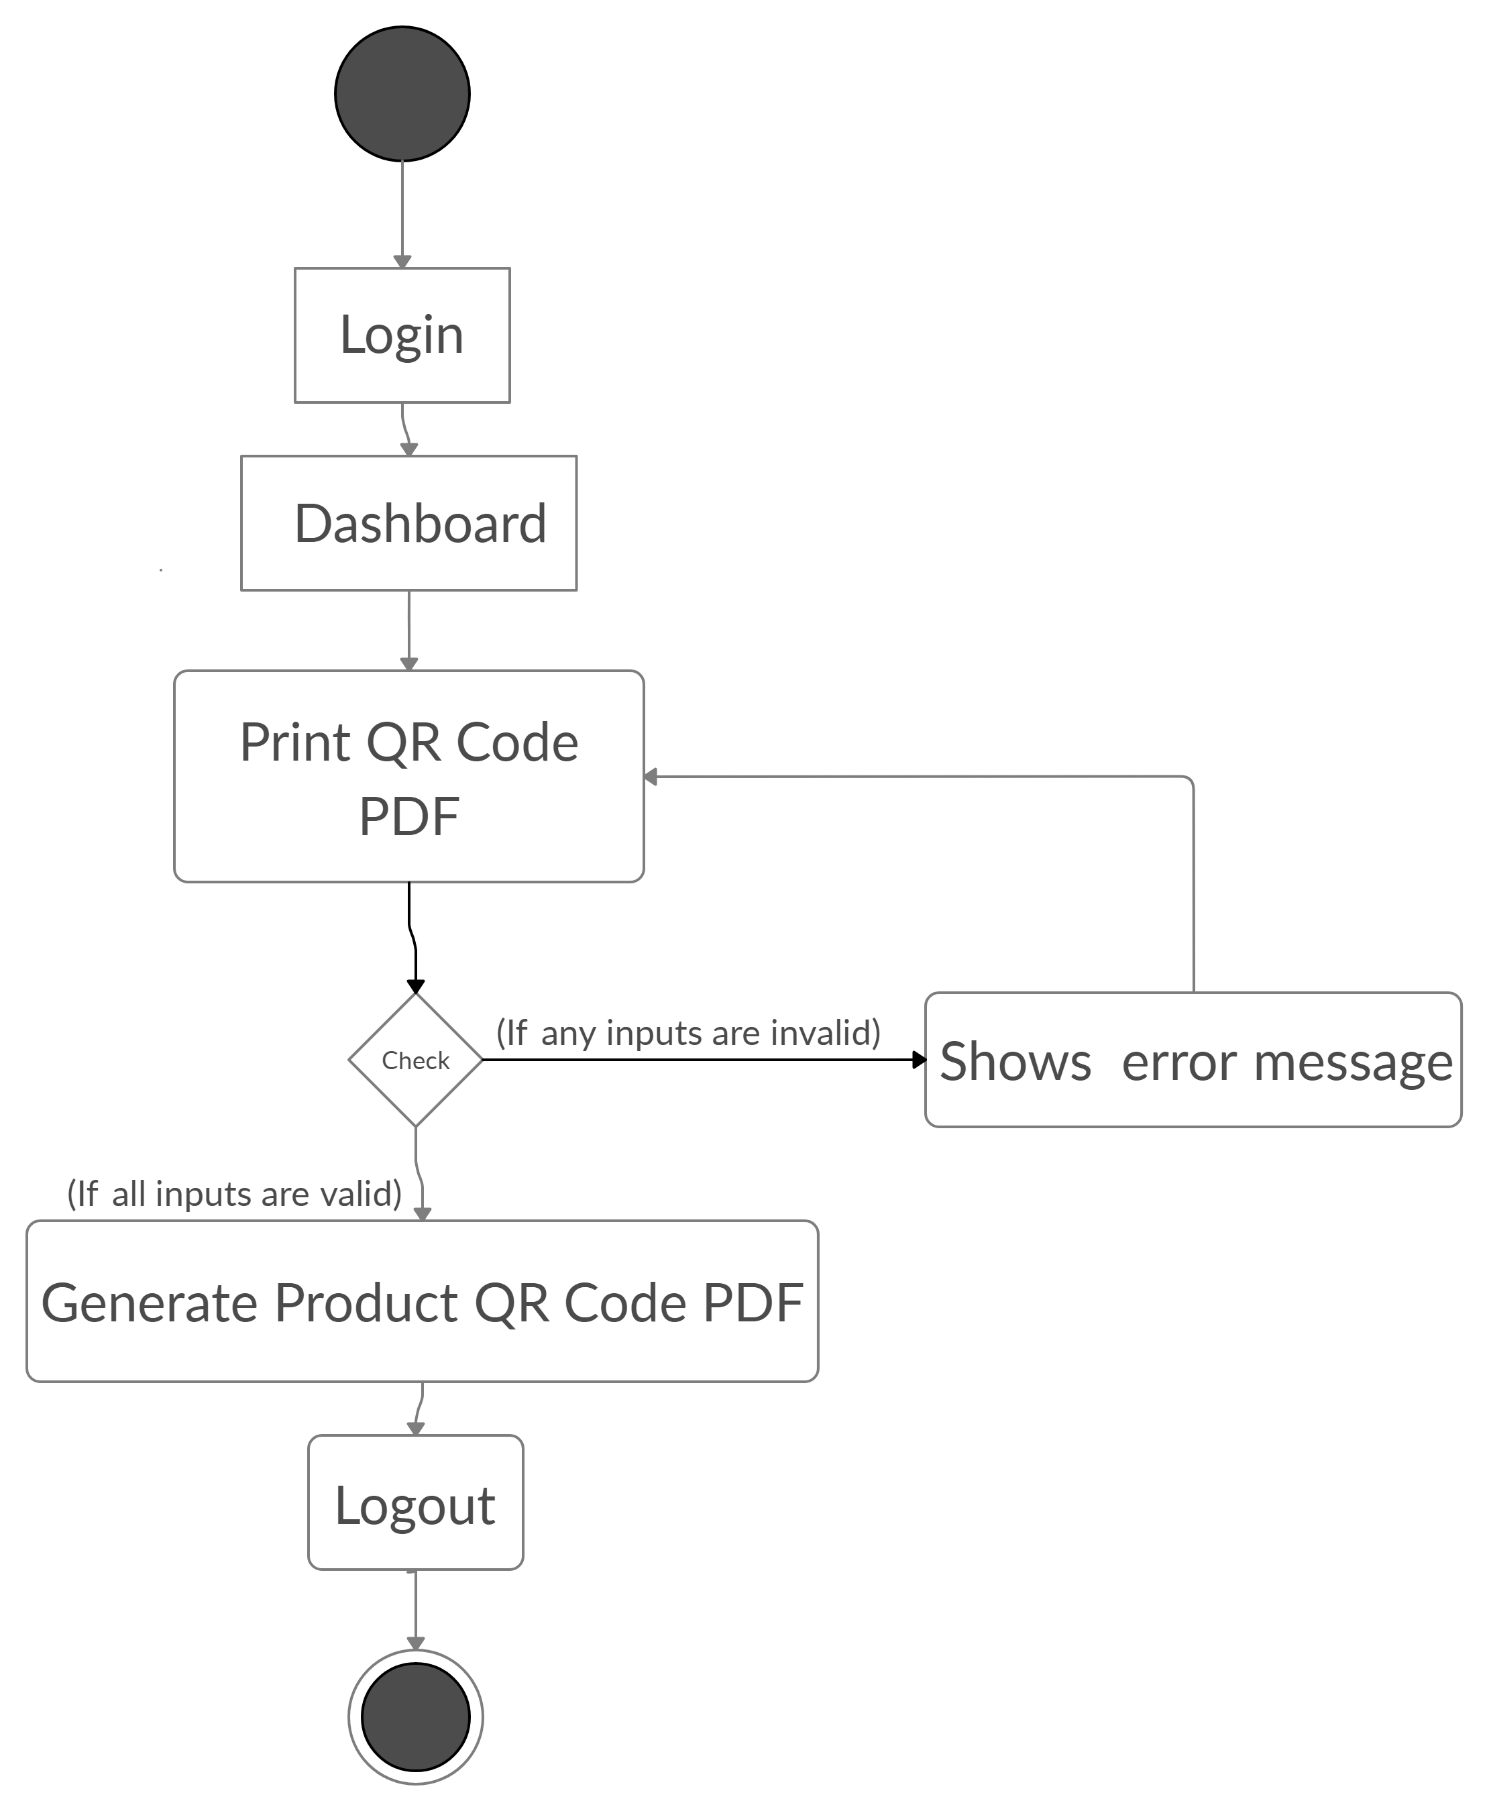 Login
Dashboard
Print QR Code
PDF
(If any inputs are invalid)
Check
Shows error message
(If all inputs are valid)
Generate Product QR Code PDF
Logout